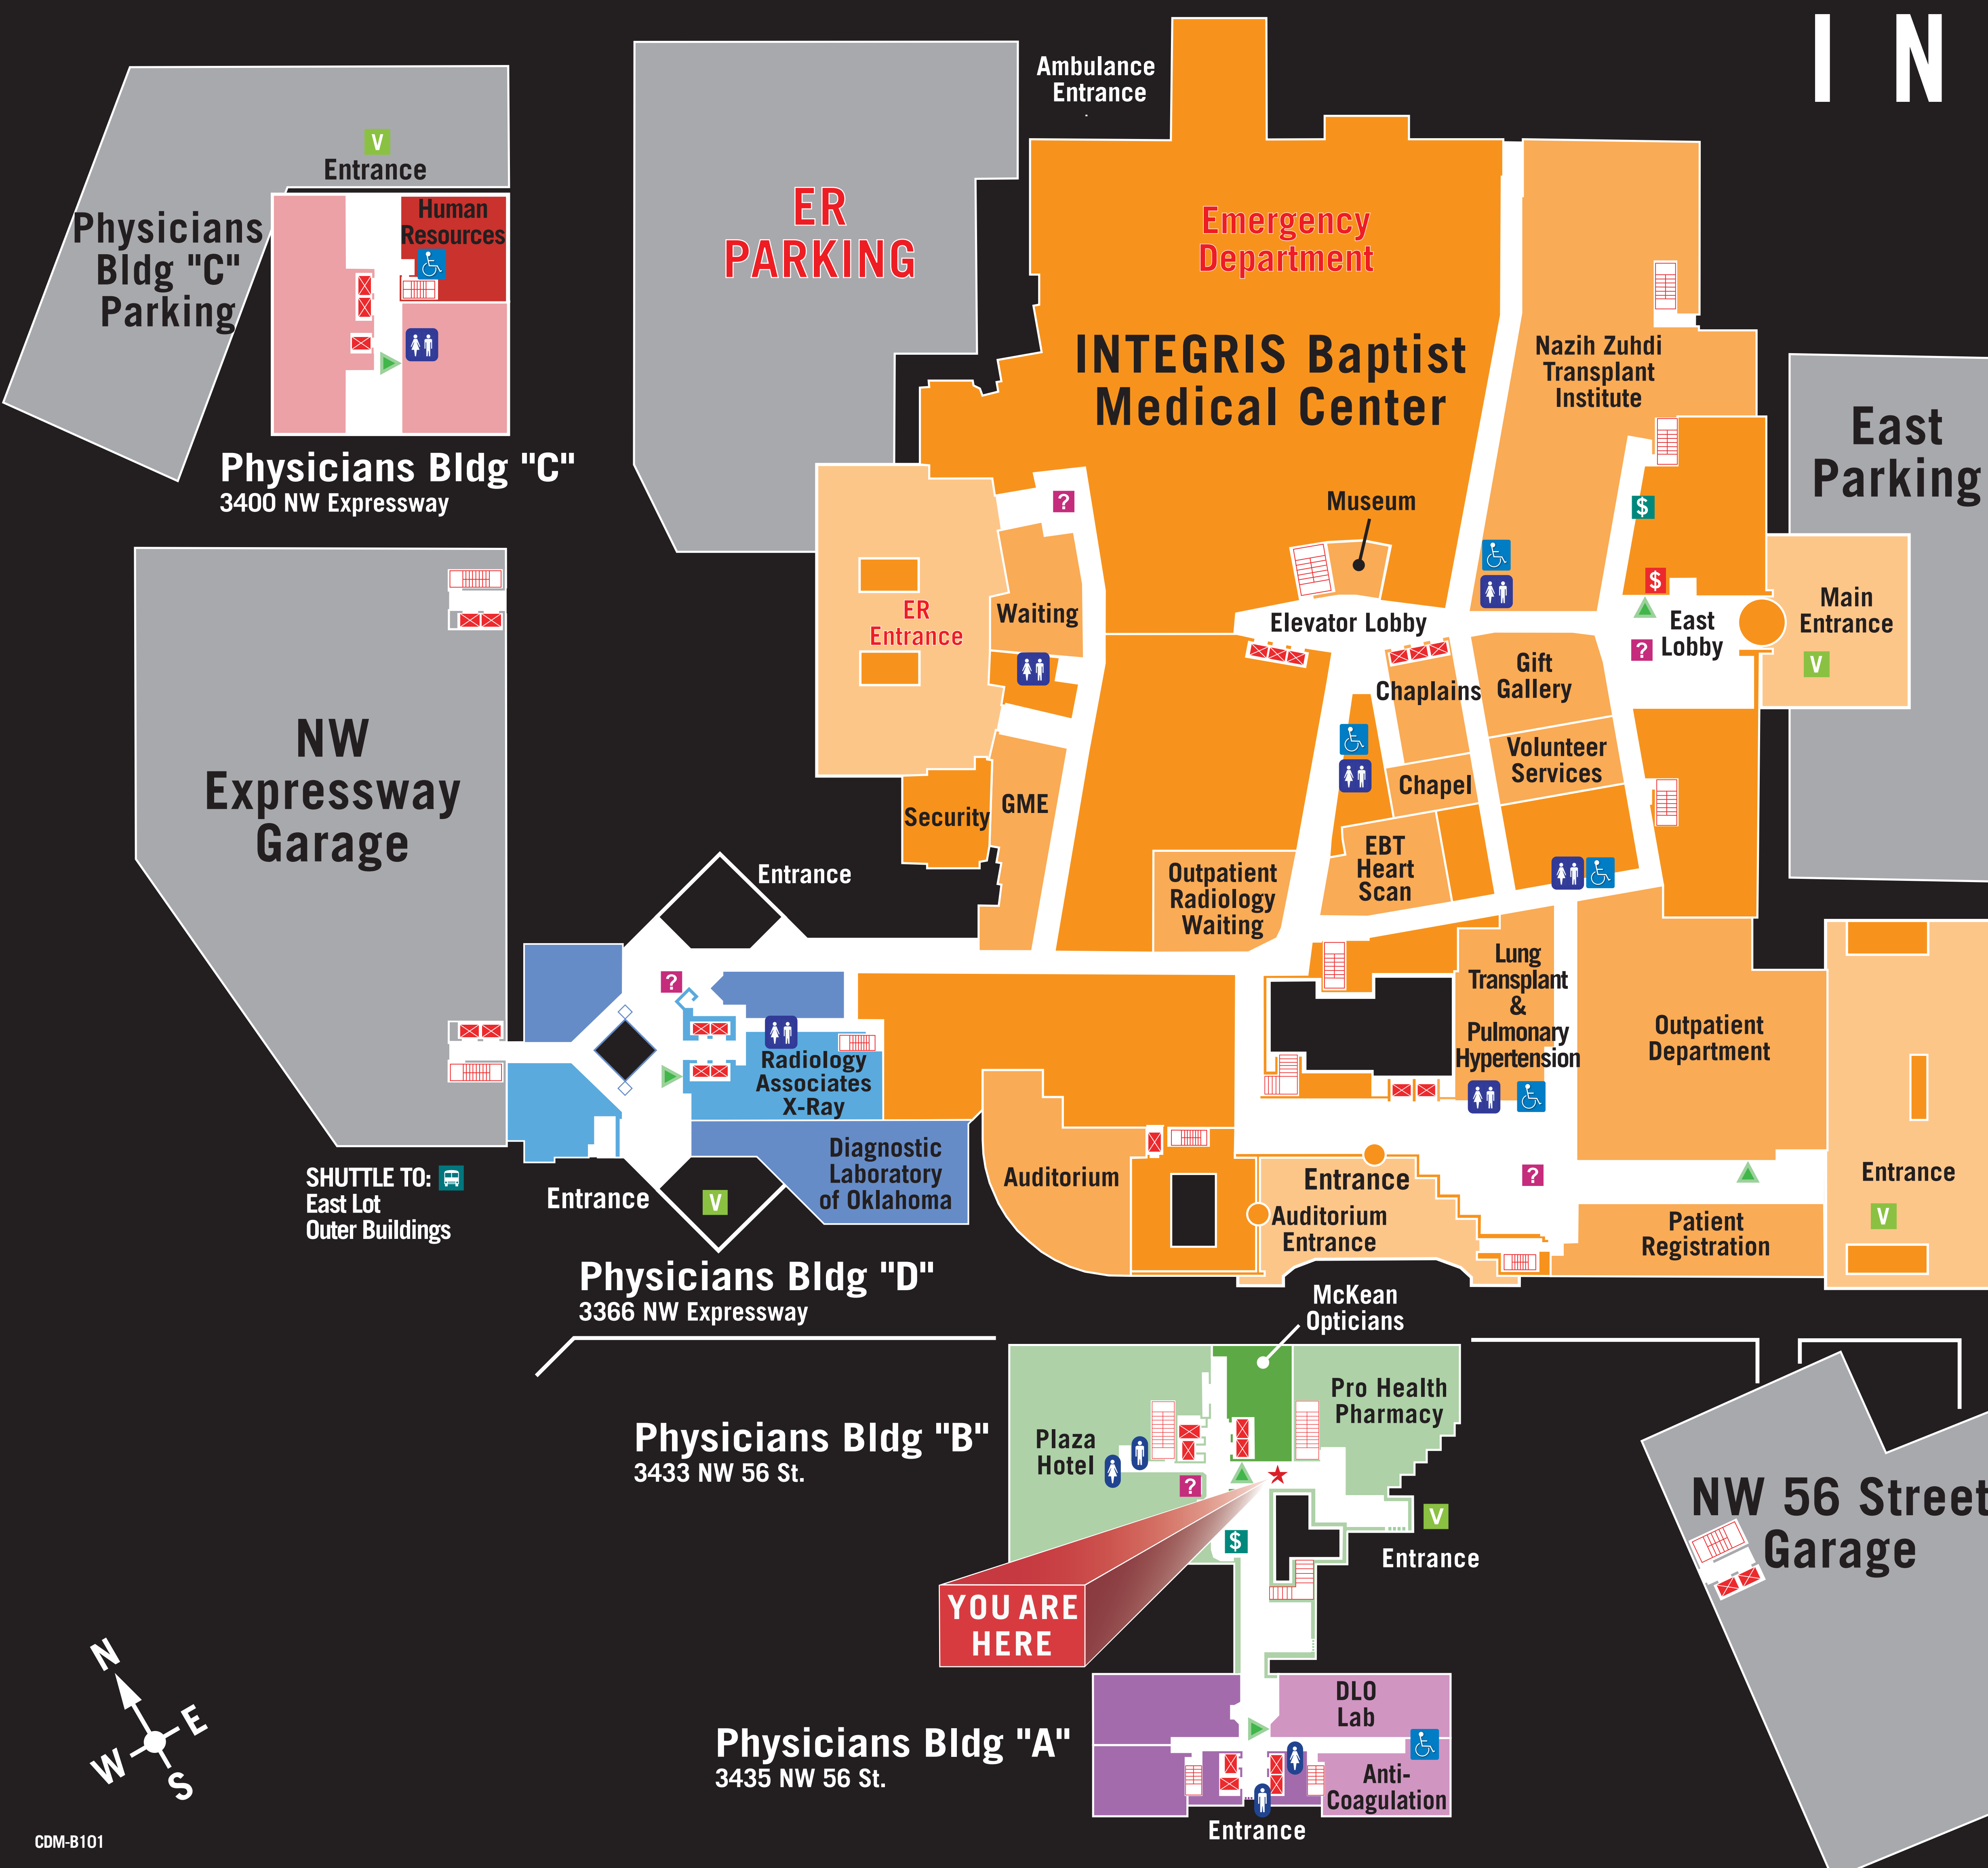 I N
Ambulance
Entrance
V
Entrance
Physicians
Bldg "C"
Parking
Human
Resources
Physicians Bldg "C"
3400 NW Expressway
ER
PARKING
Emergency
Department
INTEGRIS Baptist
Medical Center
Nazih Zuhdi
Transplant
Institute
East
Parking
?
Museum
$
$
ER
Entrance
Waiting
Elevator Lobby
East
Lobby
?
Main
Entrance
V
Gift
Gallery
Chaplains
NW
Expressway
Garage
Volunteer
Services
Chapel
Security
GME
EBT
Heart
Scan
Outpatient
Radiology
Waiting
Entrance
?
Lung
Transplant
&
Pulmonary
Hypertension
Outpatient
Department
Radiology
Associates
X-Ray
Diagnostic
Laboratory
of Oklahoma
SHUTTLE TO:
East Lot
Outer Buildings
Entrance
V
Auditorium
Entrance
Auditorium
Entrance
?
Patient
Registration
Entrance
V
Physicians Bldg "D"
3366 NW Expressway
McKean
Opticians
Pro Health
Pharmacy
Physicians Bldg "B"
3433 NW 56 St.
Plaza
Hotel
?
$
V
Entrance
NW 56 Street
Garage
YOU ARE
HERE
DLO
Lab
Physicians Bldg "A"
3435 NW 56 St.
Anti-
Coagulation
Entrance
N
E
W
S
CDM-B101